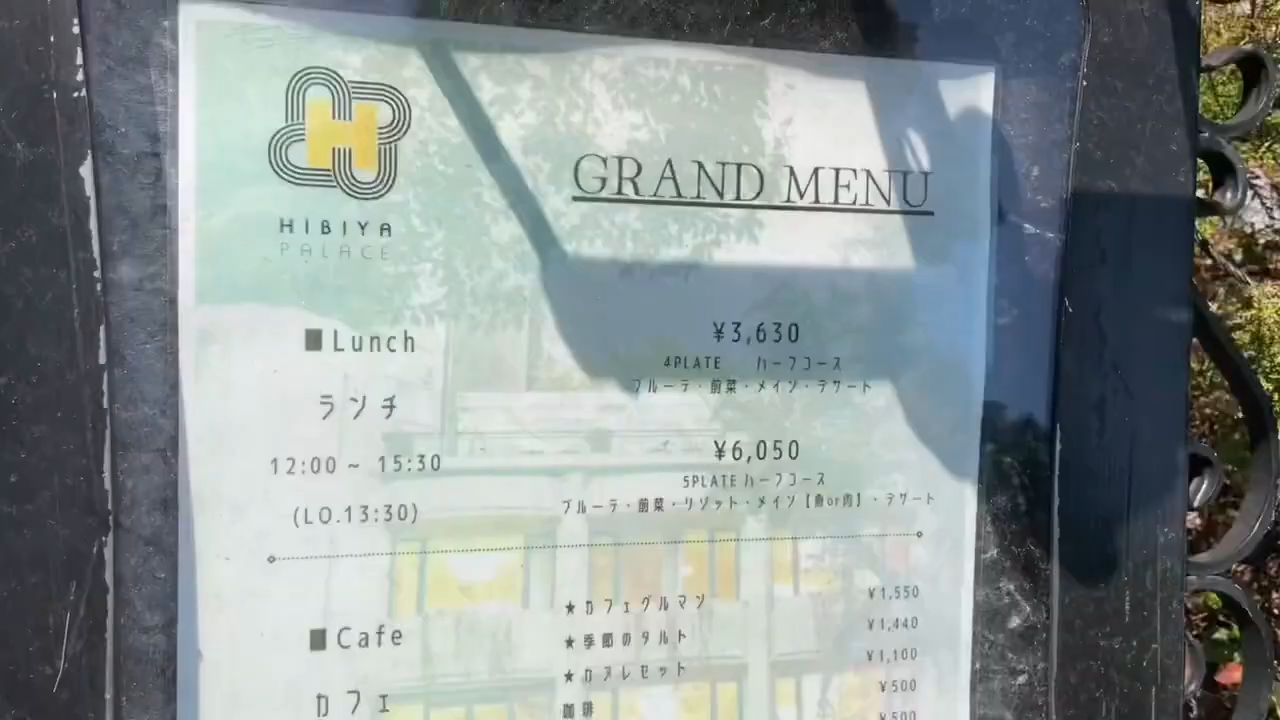 H
HIBIYA
PALACE
GRAND MENU
■Lunch
ランチ
12:00 ~ 15:30
(LO.13:30)
¥3,630
4PLATE ハーフコース
ブルーテ・前菜・メイン・デザート
¥6,050
5PLATE ハーフコース
ブルーテ・前菜・リゾット・メイン【魚or肉】・デザート
■Cafe
カフェ
★カフェグルマン ¥1,550
★季節のタルト ¥1,440
★カヌレセット ¥1,100
珈琲 ¥500
¥500